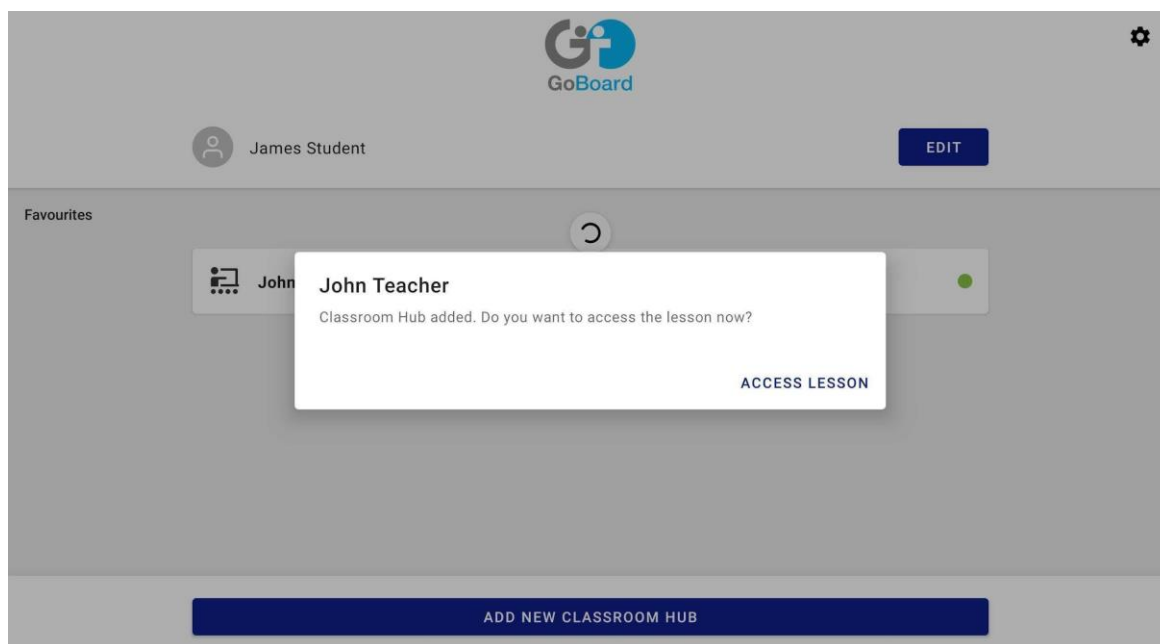 GoBoard
James Student
EDIT
Favourites
John
John Teacher
Classroom Hub added. Do you want to access the lesson now?
ACCESS LESSON
ADD NEW CLASSROOM HUB